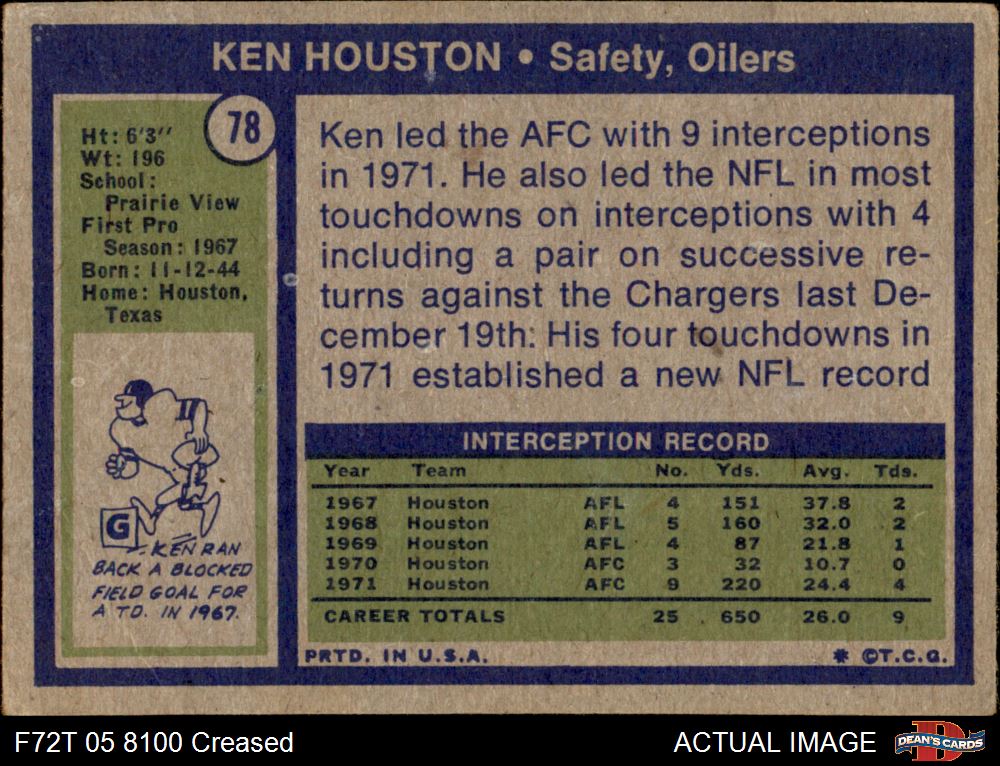 KEN HOUSTON • Safety, Oilers
78
Ht: 6'3"
Wt: 196
School:
Prairie View
First Pro
Season: 1967
Born: 11-12-44
Home: Houston,
Texas
G
KEN RAN
BACK A BLOCKED
FIELD GOAL FOR
A TD. IN 1967.
Ken led the AFC with 9 interceptions
in 1971. He also led the NFL in most
touchdowns on interceptions with 4
including a pair on successive re-
turns against the Chargers last De-
cember 19th: His four touchdowns in
1971 established a new NFL record
INTERCEPTION RECORD
Year Team No. Yds. Avg. Tds.
1967 Houston AFL 4 151 37.8 2
1968 Houston AFL 5 160 32.0 2
1969 Houston AFL 4 87 21.8 1
1970 Houston AFC 3 32 10.7 0
1971 Houston AFC 9 220 24.4 4
CAREER TOTALS 25 650 26.0 9
PRTD. IN U.S.A. * ©T.C.G.
F72T 05 8100 Creased
ACTUAL IMAGE
D
DEAN'S CARDS